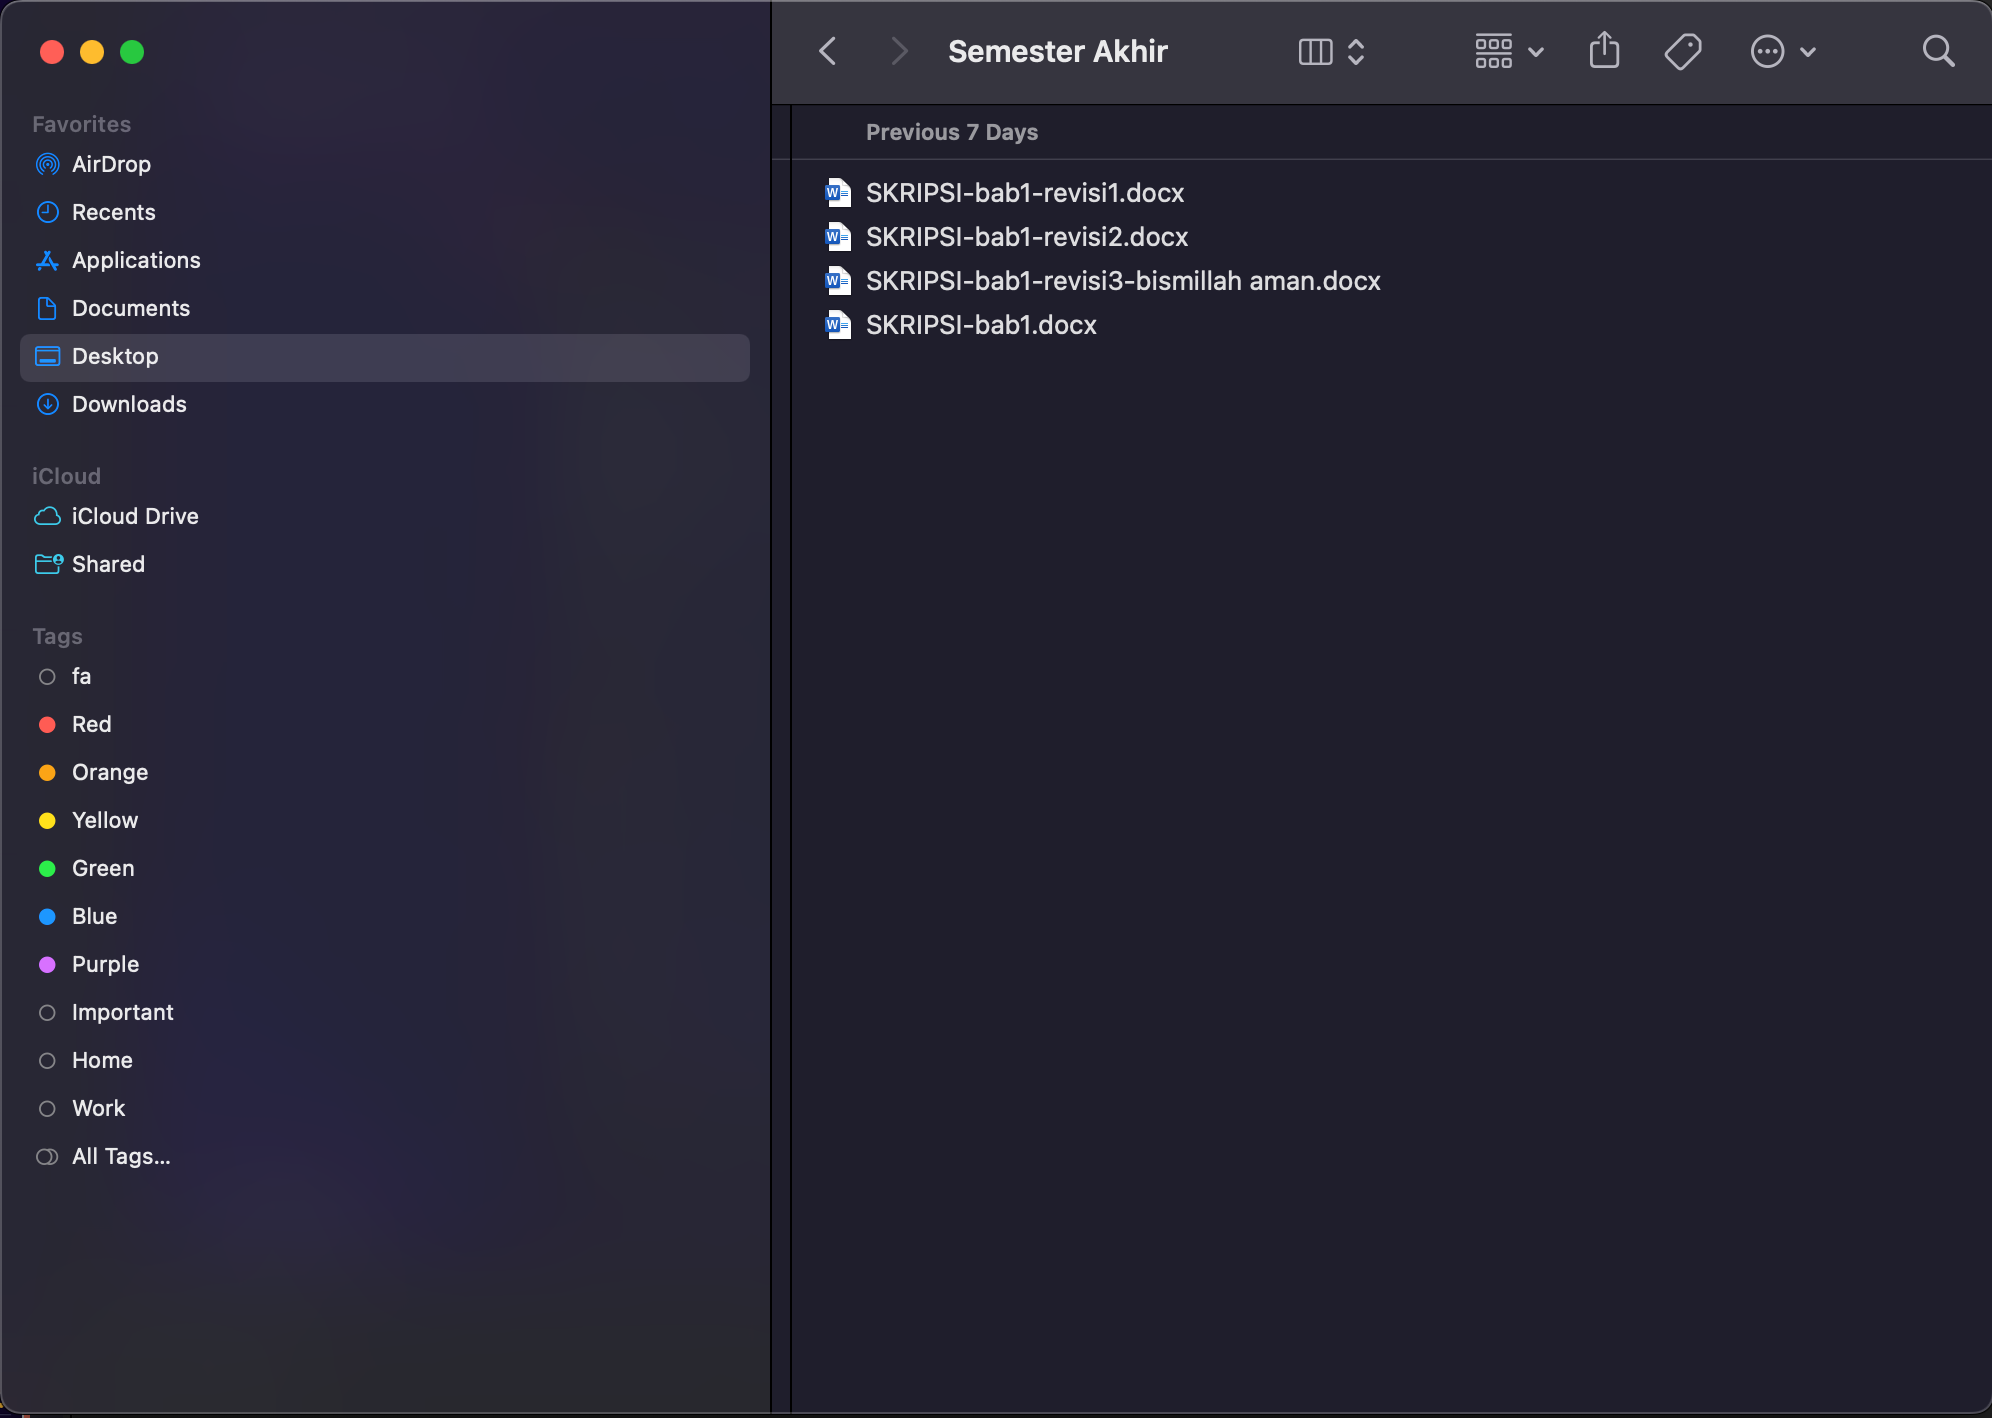 Favorites
AirDrop
Recents
Applications
Documents
Desktop
Downloads
iCloud
iCloud Drive
Shared
Tags
fa
Red
Orange
Yellow
Green
Blue
Purple
Important
Home
Work
All Tags...
Semester Akhir
Previous 7 Days
SKRIPSI-bab1-revisi1.docx
SKRIPSI-bab1-revisi2.docx
SKRIPSI-bab1-revisi3-bismillah aman.docx
SKRIPSI-bab1.docx